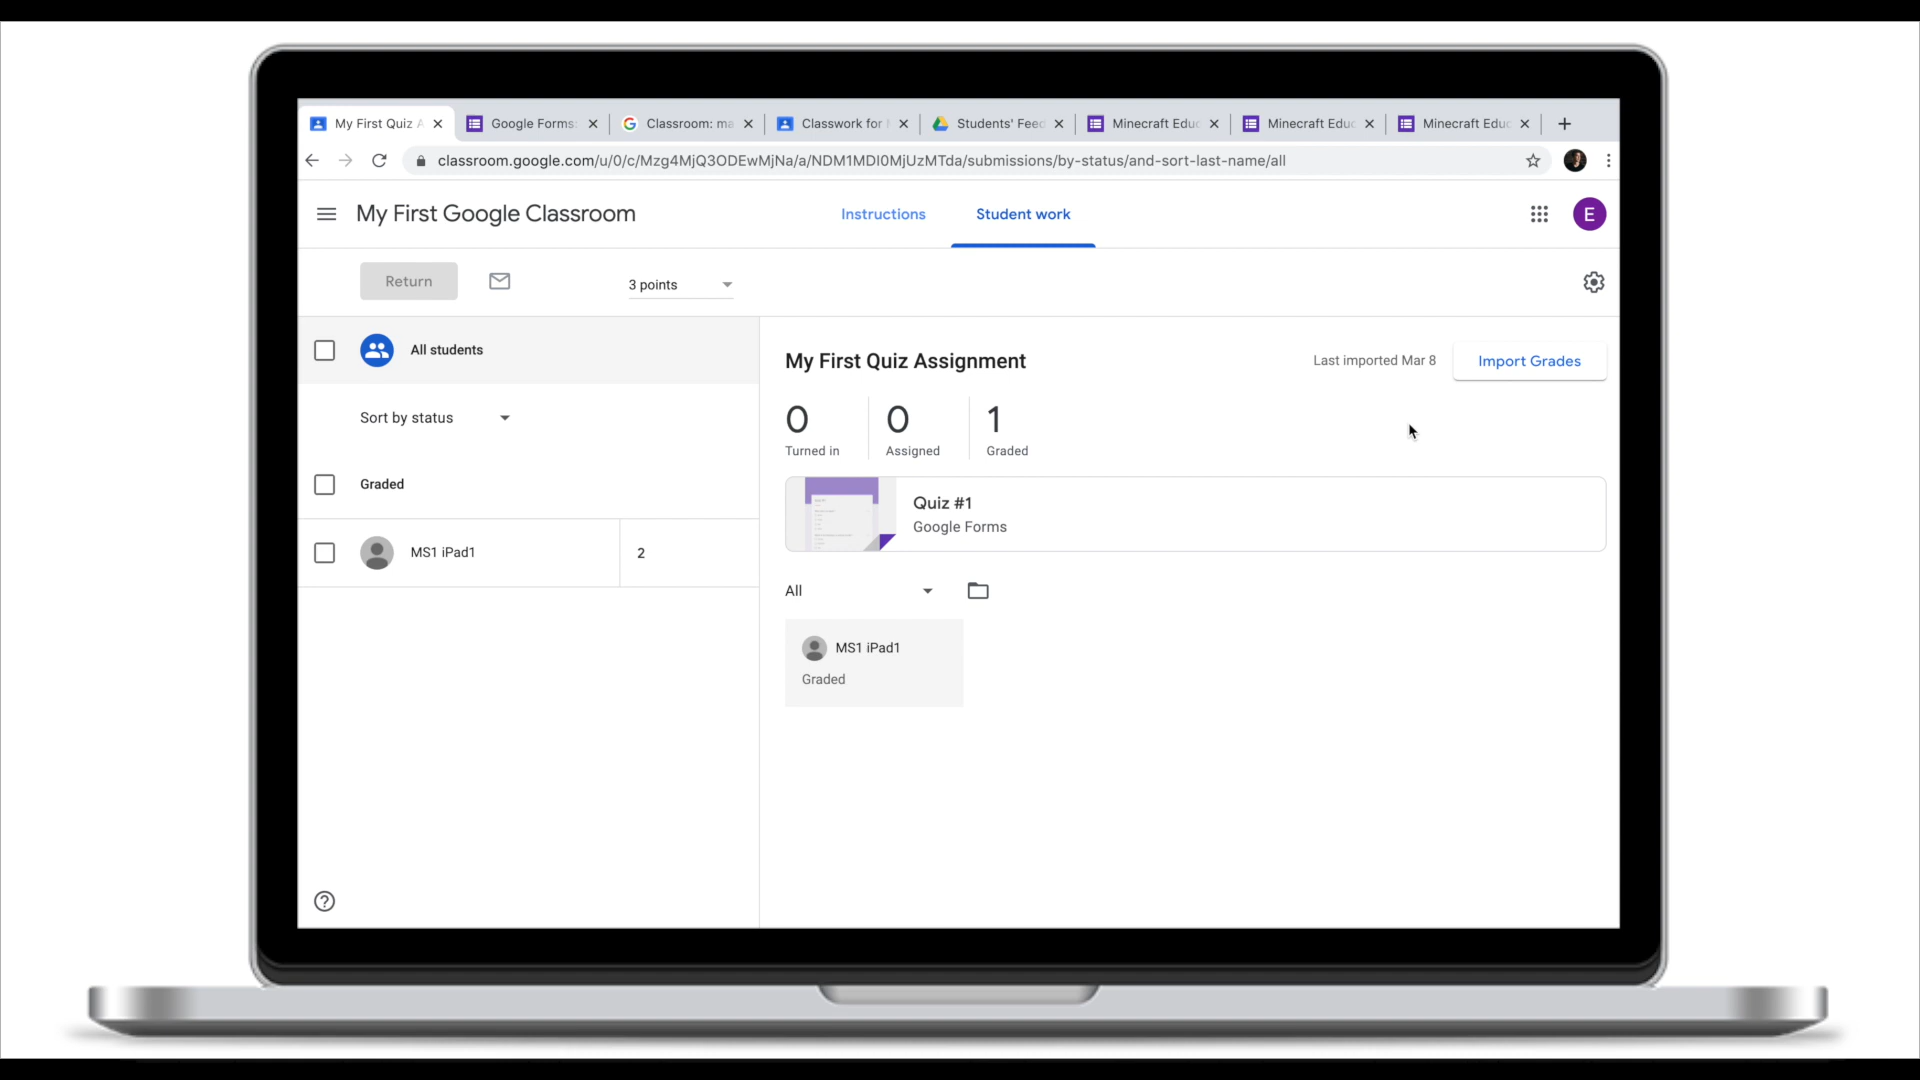 My First Quiz A
Google Forms:
Classroom: ma
Classwork for
Students' Feed
Minecraft Educ
Minecraft Educ
Minecraft Educ
classroom.google.com/u/0/c/Mzg4MjQ3ODEwMjNa/a/NDM1MDI0MjUzMTda/submissions/by-status/and-sort-last-name/all
My First Google Classroom
Instructions
Student work
E
Return
3 points
All students
Sort by status
Graded
MS1 iPad1
2
My First Quiz Assignment
Last imported Mar 8
Import Grades
0
Turned in
0
Assigned
1
Graded
Quiz #1
Google Forms
All
MS1 iPad1
Graded